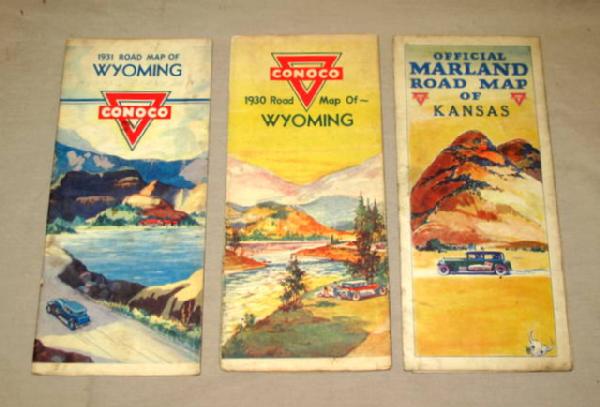 1931 ROAD MAP OF
WYOMING
CONOCO
CONOCO
1930 Road Map Of~
WYOMING
OFFICIAL
MARLAND
ROAD MAP
OF
KANSAS